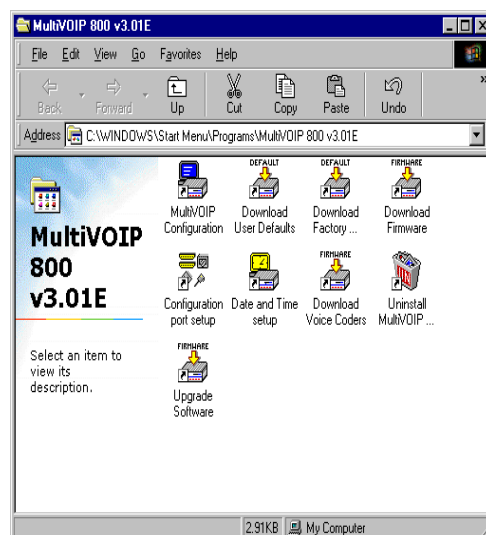 MultiVOIP 800 v3.01E
File Edit View Go Favorites Help
Back Forward Up Cut Copy Paste Undo »
Address C:\WINDOWS\Start Menu\Programs\MultiVOIP 800 v3.01E
MultiVOIP
800
v3.01E
Select an item to
view its
description.
MultiVOIP
Configuration
DEFAULT
Download
User Defaults
DEFAULT
Download
Factory ...
FIRMWARE
Download
Firmware
Configuration
port setup
Date and Time
setup
FIRMWARE
Download
Voice Coders
Uninstall
MultiVOIP ...
FIRMWARE
Upgrade
Software
2.91KB My Computer